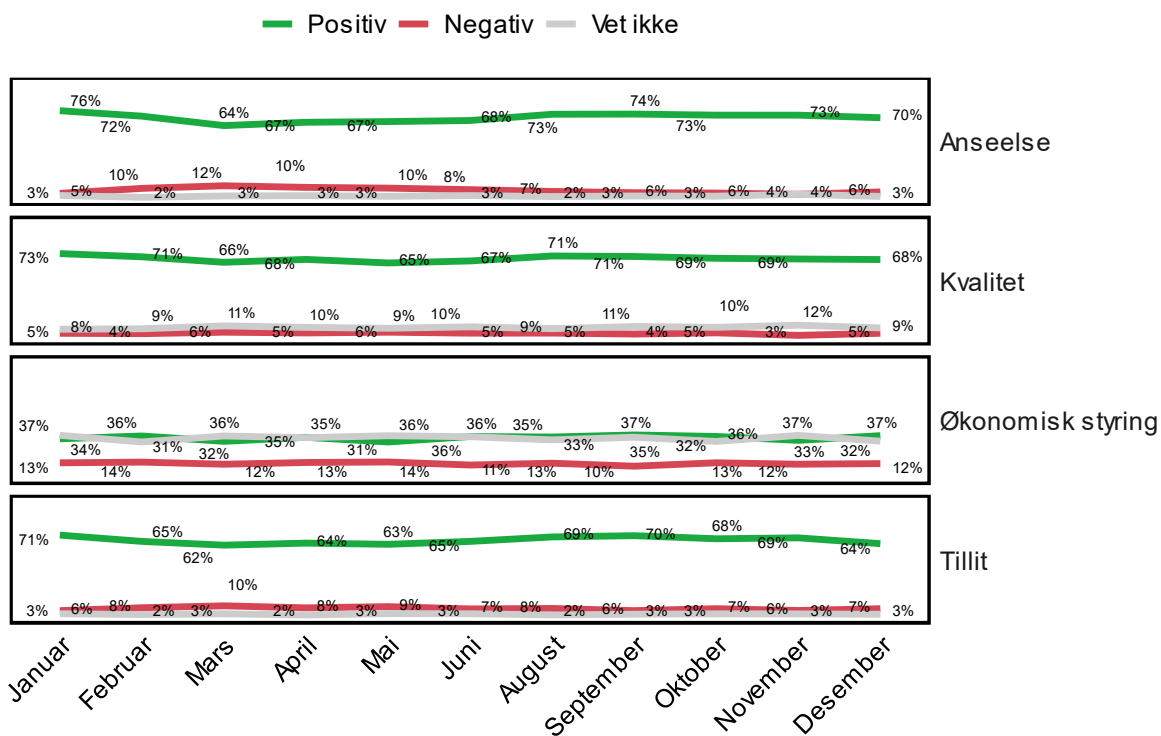 Positiv Negativ Vet ikke
76% 72% 64% 67% 67% 68% 73% 74% 73% 73% 70%
10% 12% 10% 10% 8%
3% 5% 2% 3% 3% 3% 3% 7% 2% 3% 6% 3% 6% 4% 4% 6% 3%
Anseelse
73% 71% 66% 68% 65% 67% 71% 71% 69% 69% 68%
9% 11% 10% 9% 10% 11% 10% 12% 9%
5% 8% 4% 6% 5% 6% 5% 9% 5% 4% 5% 3% 5%
Kvalitet
37% 36% 36% 35% 36% 36% 35% 37% 36% 37% 37%
34% 31% 32% 35% 31% 36% 33% 35% 32% 33% 32%
13% 14% 12% 13% 14% 11% 13% 10% 13% 12% 12%
Økonomisk styring
71% 65% 62% 64% 63% 65% 69% 70% 68% 69% 64%
10%
3% 6% 8% 2% 3% 2% 8% 3% 9% 3% 7% 8% 2% 6% 3% 3% 7% 6% 3% 7% 3%
Tillit
Januar
Februar
Mars
April
Mai
Juni
August
September
Oktober
November
Desember